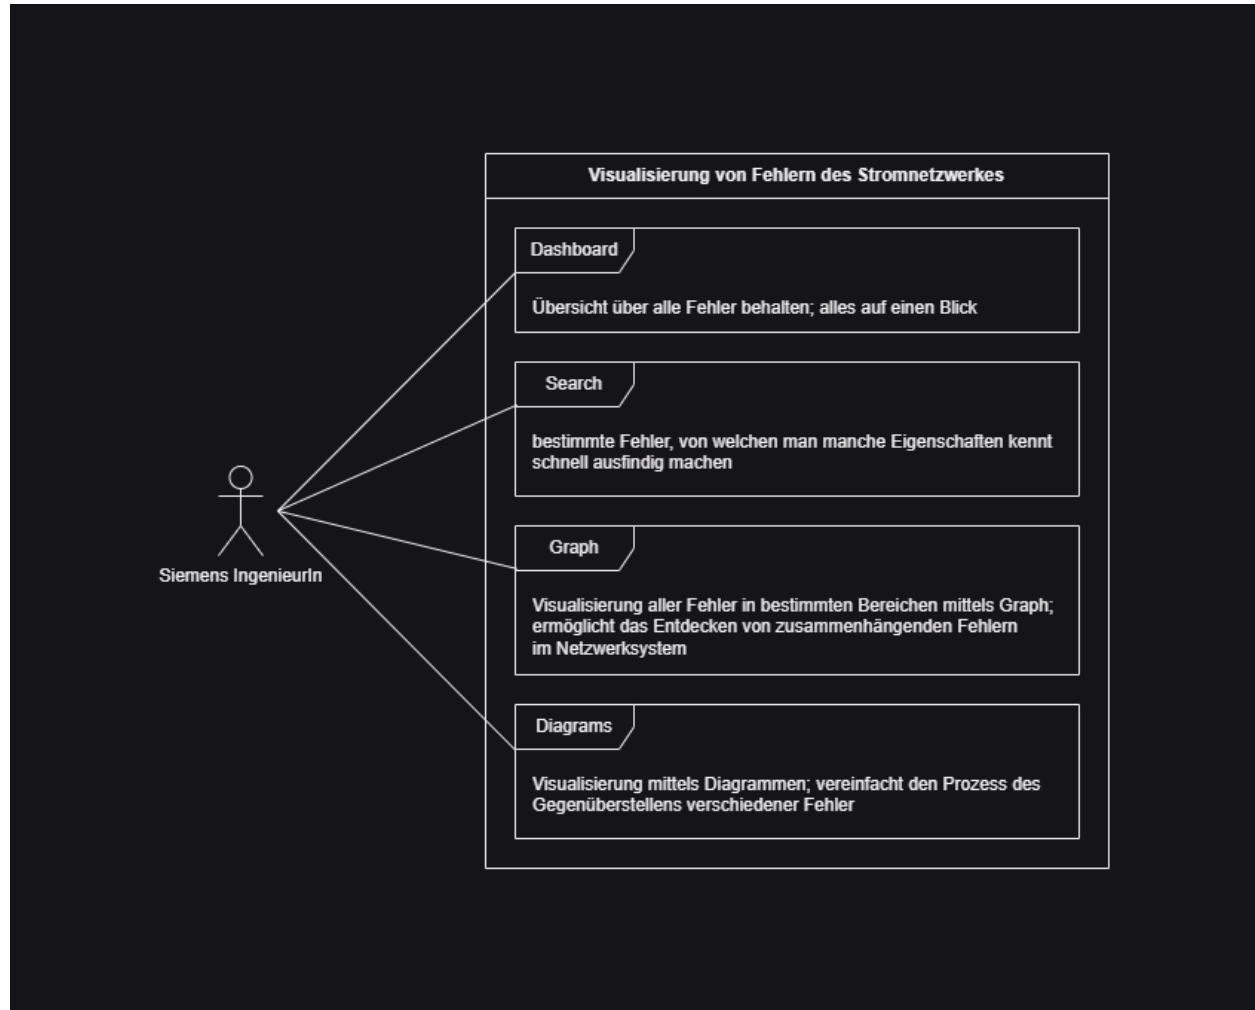 Visualisierung von Fehlern des Stromnetzwerkes
Dashboard
Übersicht über alle Fehler behalten; alles auf einen Blick
Search
bestimmte Fehler, von welchen man manche Eigenschaften kennt
schnell ausfindig machen
Graph
Visualisierung aller Fehler in bestimmten Bereichen mittels Graph;
ermöglicht das Entdecken von zusammenhängenden Fehlern
im Netzwerksystem
Diagrams
Visualisierung mittels Diagrammen; vereinfacht den Prozess des
Gegenüberstellens verschiedener Fehler
Siemens IngenieurIn